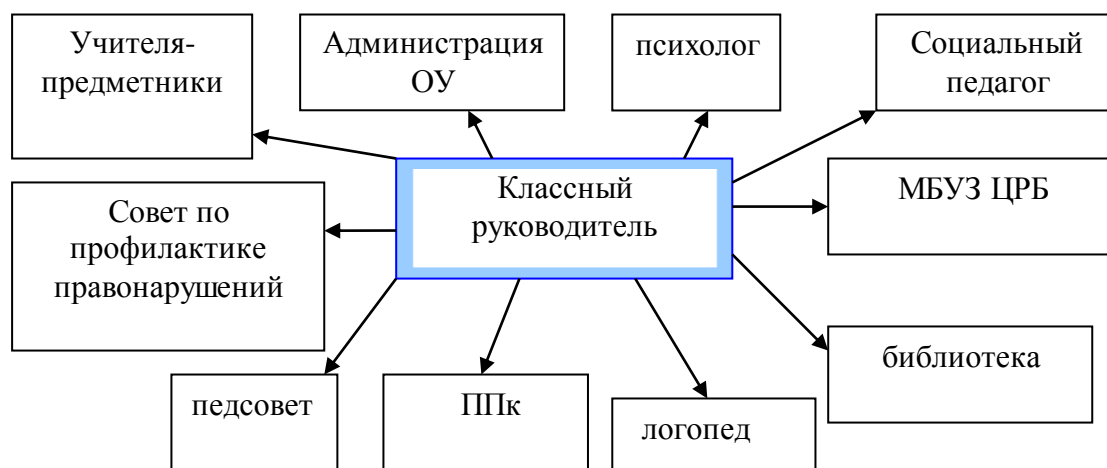 Учителя-
предметники
Администрация
ОУ
психолог
Социальный
педагог
Классный
руководитель
МБУЗ ЦРБ
Совет по
профилактике
правонарушений
библиотека
педсовет
ППк
логопед